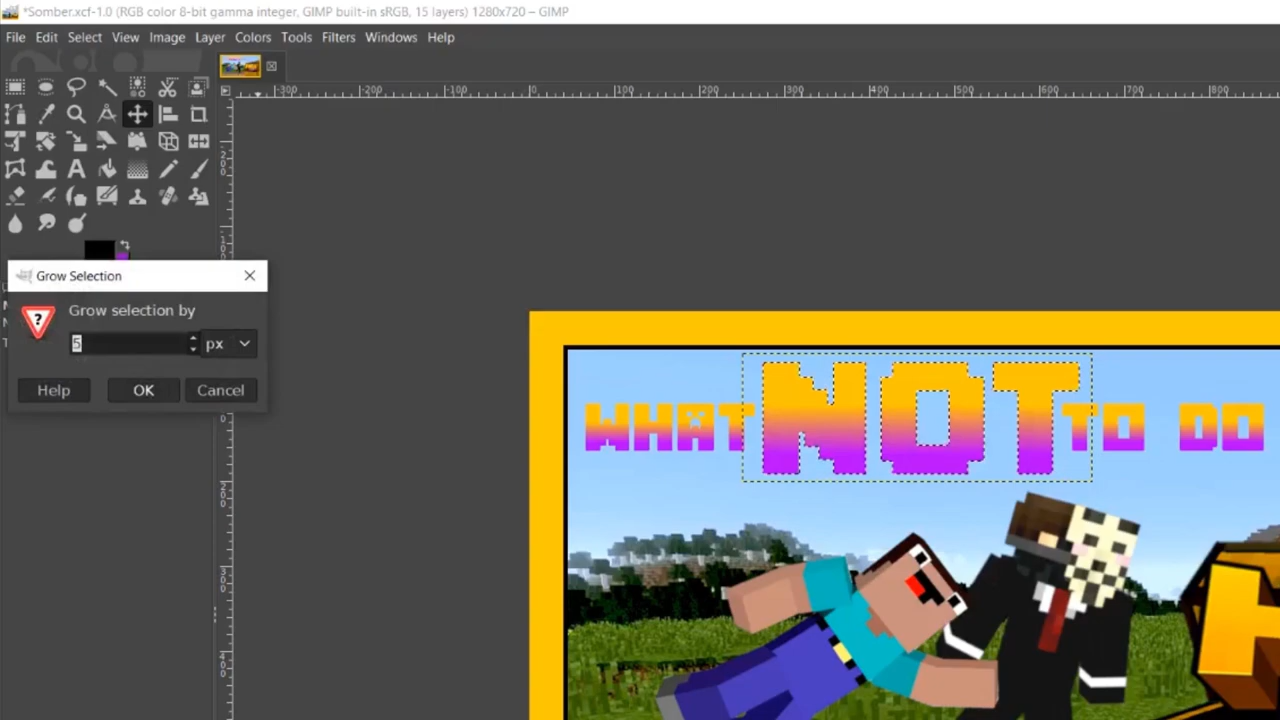 *Somber.xcf-1.0 (RGB color 8-bit gamma integer, GIMP built-in sRGB, 15 layers) 1280x720 – GIMP
File Edit Select View Image Layer Colors Tools Filters Windows Help
-300 -200 -100 0 100 200 300 400 500 600 700 800
Grow Selection
Grow selection by
5 px
Help OK Cancel
WHAT NOT TO DO